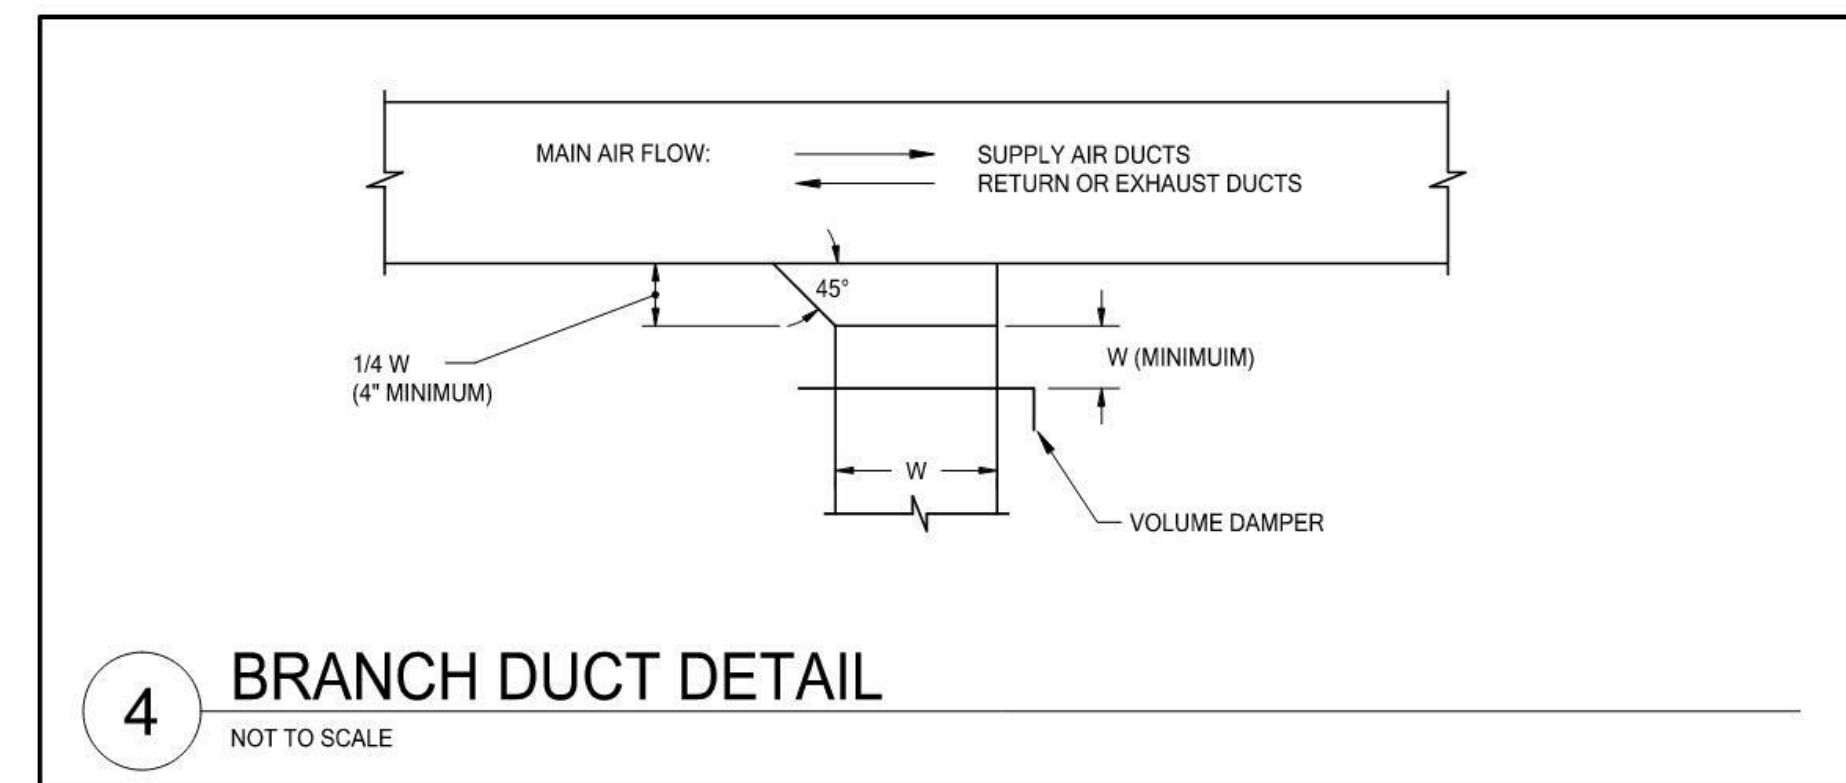 MAIN AIR FLOW:
SUPPLY AIR DUCTS
RETURN OR EXHAUST DUCTS
45°
1/4 W
(4" MINIMUM)
W (MINIMUIM)
W
VOLUME DAMPER
4
BRANCH DUCT DETAIL
NOT TO SCALE